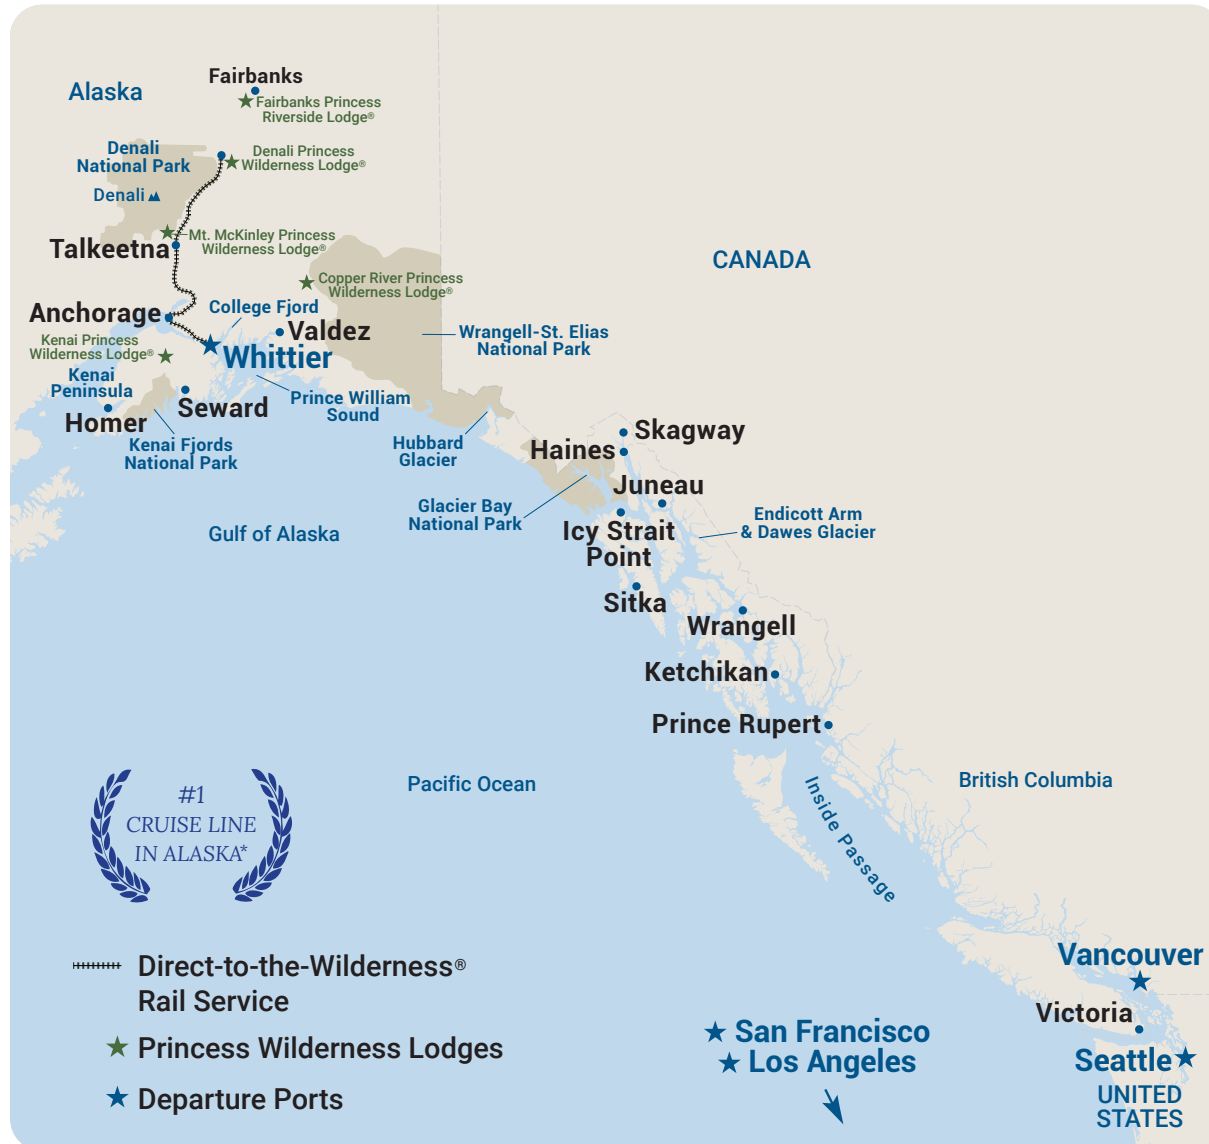 Fairbanks
Alaska
Fairbanks Princess
Riverside Lodge®
Denali
National Park
Denali Princess
Wilderness Lodge®
Denali
Mt. McKinley Princess
Wilderness Lodge®
Talkeetna
CANADA
Copper River Princess
Wilderness Lodge®
College Fjord
Anchorage
Valdez
Wrangell-St. Elias
National Park
Kenai Princess
Wilderness Lodge®
Whittier
Kenai
Peninsula
Prince William
Sound
Seward
Homer
Kenai Fjords
National Park
Hubbard
Glacier
Skagway
Haines
Juneau
Glacier Bay
National Park
Endicott Arm
& Dawes Glacier
Gulf of Alaska
Icy Strait
Point
Sitka
Wrangell
Ketchikan
Prince Rupert
Pacific Ocean
British Columbia
Inside Passage
#1
CRUISE LINE
IN ALASKA*
Direct-to-the-Wilderness®
Rail Service
Princess Wilderness Lodges
Departure Ports
San Francisco
Los Angeles
Vancouver
Victoria
Seattle
UNITED
STATES